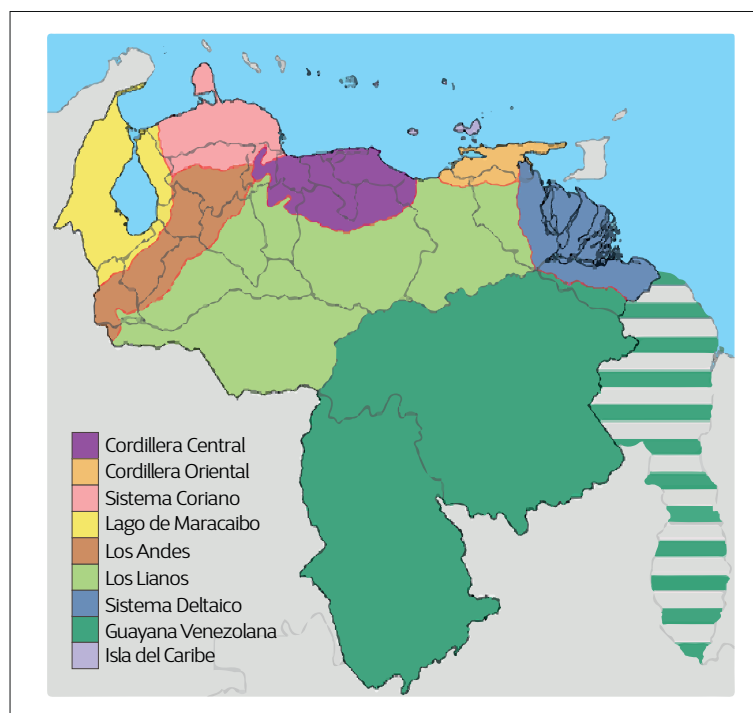 Cordillera Central
Cordillera Oriental
Sistema Coriano
Lago de Maracaibo
Los Andes
Los Lianos
Sistema Deltaico
Guayana Venezolana
Isla del Caribe